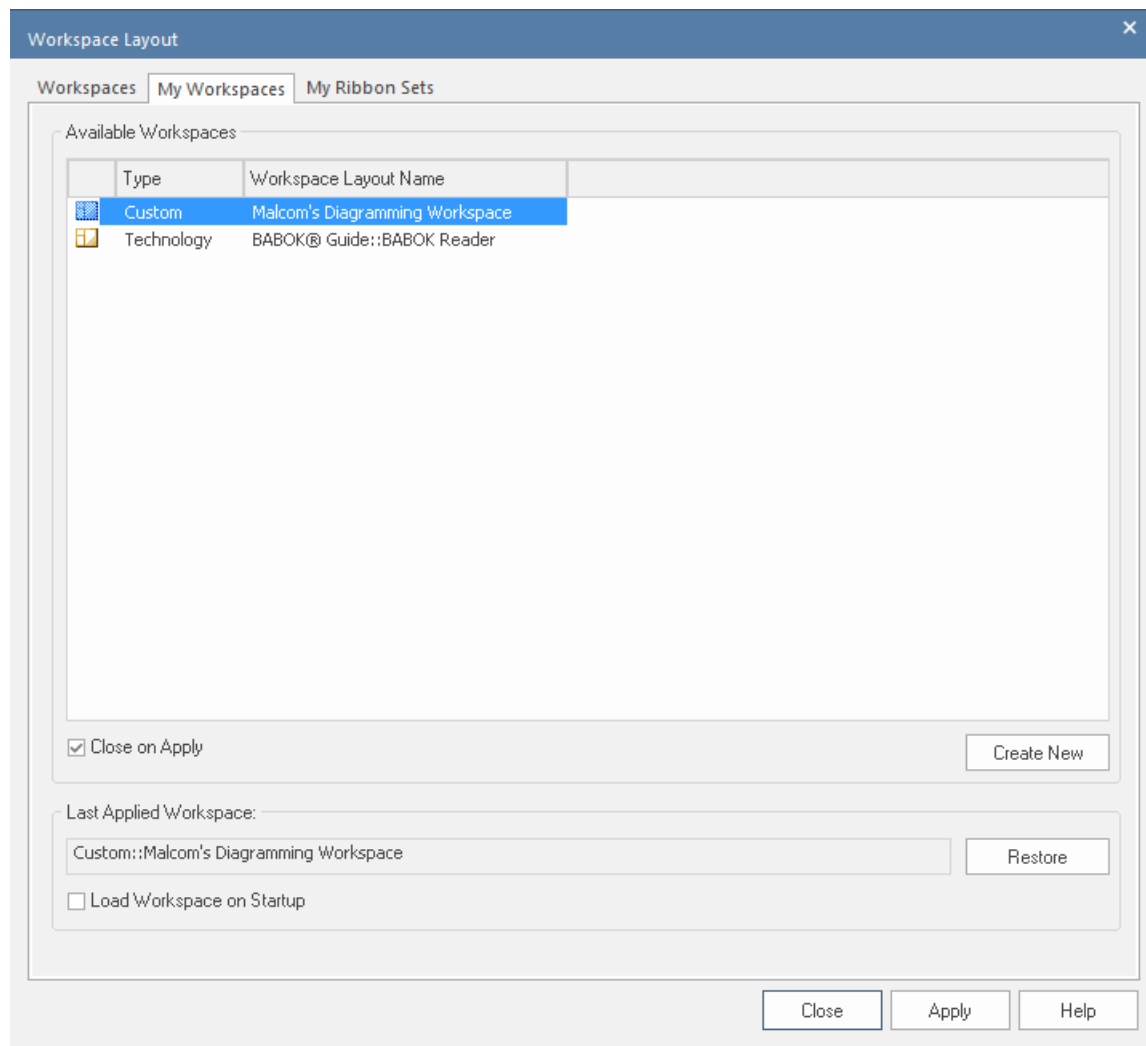 Workspace Layout
Workspaces My Workspaces My Ribbon Sets
Available Workspaces
Type Workspace Layout Name
Custom Malcom's Diagramming Workspace
Technology BABOK® Guide::BABOK Reader
Close on Apply
Create New
Last Applied Workspace:
Custom::Malcom's Diagramming Workspace
Restore
Load Workspace on Startup
Close Apply Help